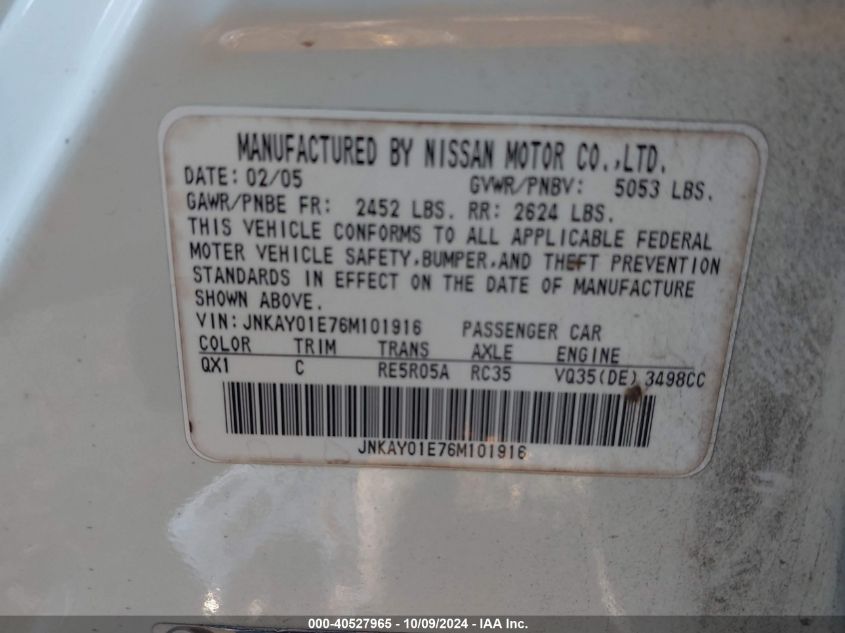 MANUFACTURED BY NISSAN MOTOR CO.,LTD.
DATE: 02/05 GVWR/PNBV: 5053 LBS.
GAWR/PNBE FR: 2452 LBS. RR: 2624 LBS.
THIS VEHICLE CONFORMS TO ALL APPLICABLE FEDERAL
MOTER VEHICLE SAFETY,BUMPER,AND THEFT PREVENTION
STANDARDS IN EFFECT ON THE DATE OF MANUFACTURE
SHOWN ABOVE.
VIN: JNKAY01E76M101916 PASSENGER CAR
COLOR TRIM TRANS AXLE ENGINE
QX1 C RE5R05A RC35 VQ35(DE) 3498CC
JNKAY01E76M101916
000-40527965 - 10/09/2024 - IAA Inc.